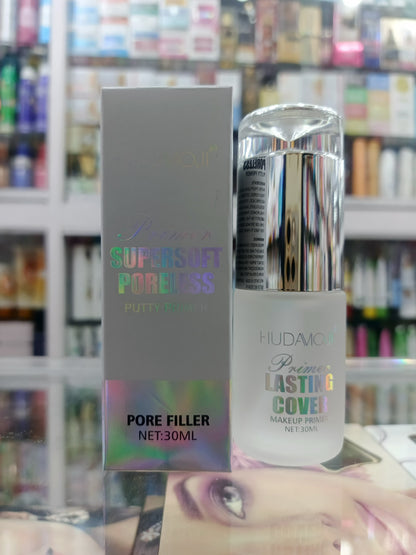 Primer
SUPERSOFT
PORELESS
PUTTY PRIMER
PORE FILLER
NET:30ML
HUDAMOJI
Primer
LASTING
COVER
MAKEUP PRIMER
NET:30ML